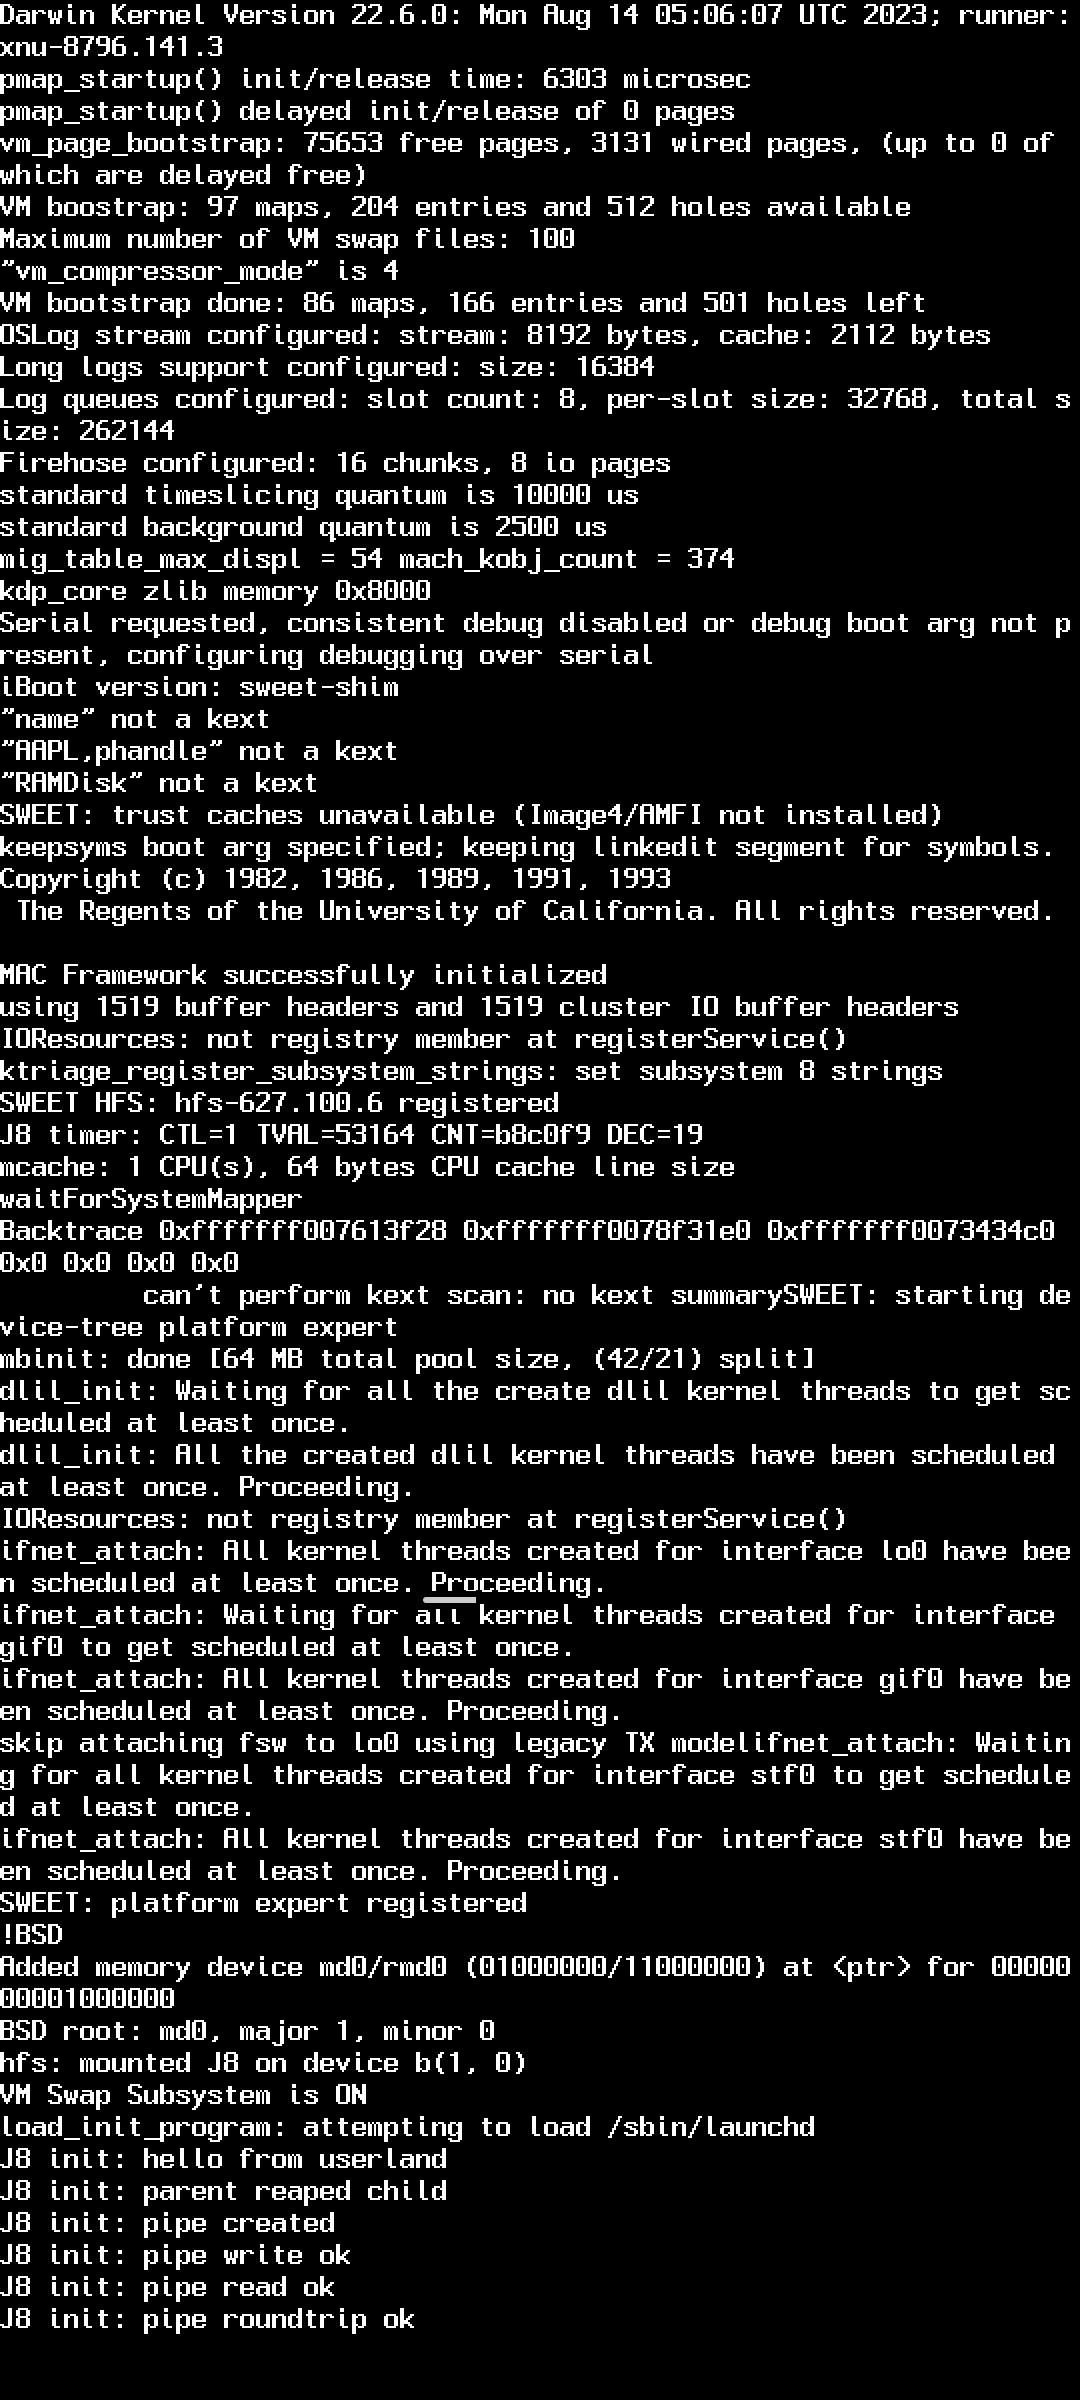 Darwin Kernel Version 22.6.0: Mon Aug 14 05:06:07 UTC 2023; runner:
xnu-8796.141.3
pmap_startup() init/release time: 6303 microsec
pmap_startup() delayed init/release of 0 pages
vm_page_bootstrap: 75653 free pages, 3131 wired pages, (up to 0 of
which are delayed free)
VM boostrap: 97 maps, 204 entries and 512 holes available
Maximum number of VM swap files: 100
"vm_compressor_mode" is 4
VM bootstrap done: 86 maps, 166 entries and 501 holes left
OSLog stream configured: stream: 8192 bytes, cache: 2112 bytes
Long logs support configured: size: 16384
Log queues configured: slot count: 8, per-slot size: 32768, total s
ize: 262144
Firehose configured: 16 chunks, 8 io pages
standard timeslicing quantum is 10000 us
standard background quantum is 2500 us
mig_table_max_displ = 54 mach_kobj_count = 374
kdp_core zlib memory 0x8000
Serial requested, consistent debug disabled or debug boot arg not p
resent, configuring debugging over serial
iBoot version: sweet-shim
"name" not a kext
"AAPL,phandle" not a kext
"RAMDisk" not a kext
SWEET: trust caches unavailable (Image4/AMFI not installed)
keepsyms boot arg specified; keeping linkedit segment for symbols.
Copyright (c) 1982, 1986, 1989, 1991, 1993
The Regents of the University of California. All rights reserved.
MAC Framework successfully initialized
using 1519 buffer headers and 1519 cluster IO buffer headers
IOResources: not registry member at registerService()
ktriage_register_subsystem_strings: set subsystem 8 strings
SWEET HFS: hfs-627.100.6 registered
J8 timer: CTL=1 TVAL=53164 CNT=b8c0f9 DEC=19
mcache: 1 CPU(s), 64 bytes CPU cache line size
waitForSystemMapper
Backtrace 0xfffffff007613f28 0xfffffff0078f31e0 0xfffffff0073434c0
0x0 0x0 0x0 0x0
can't perform kext scan: no kext summarySWEET: starting de
vice-tree platform expert
mbinit: done [64 MB total pool size, (42/21) split]
dlil_init: Waiting for all the create dlil kernel threads to get sc
heduled at least once.
dlil_init: All the created dlil kernel threads have been scheduled
at least once. Proceeding.
IOResources: not registry member at registerService()
ifnet_attach: All kernel threads created for interface lo0 have bee
n scheduled at least once. Proceeding.
ifnet_attach: Waiting for all kernel threads created for interface
gif0 to get scheduled at least once.
ifnet_attach: All kernel threads created for interface gif0 have be
en scheduled at least once. Proceeding.
skip attaching fsw to lo0 using legacy TX modelifnet_attach: Waitin
g for all kernel threads created for interface stf0 to get schedule
d at least once.
ifnet_attach: All kernel threads created for interface stf0 have be
en scheduled at least once. Proceeding.
SWEET: platform expert registered
!BSD
Added memory device md0/rmd0 (01000000/11000000) at <ptr> for 00000
00001000000
BSD root: md0, major 1, minor 0
hfs: mounted J8 on device b(1, 0)
VM Swap Subsystem is ON
load_init_program: attempting to load /sbin/launchd
J8 init: hello from userland
J8 init: parent reaped child
J8 init: pipe created
J8 init: pipe write ok
J8 init: pipe read ok
J8 init: pipe roundtrip ok